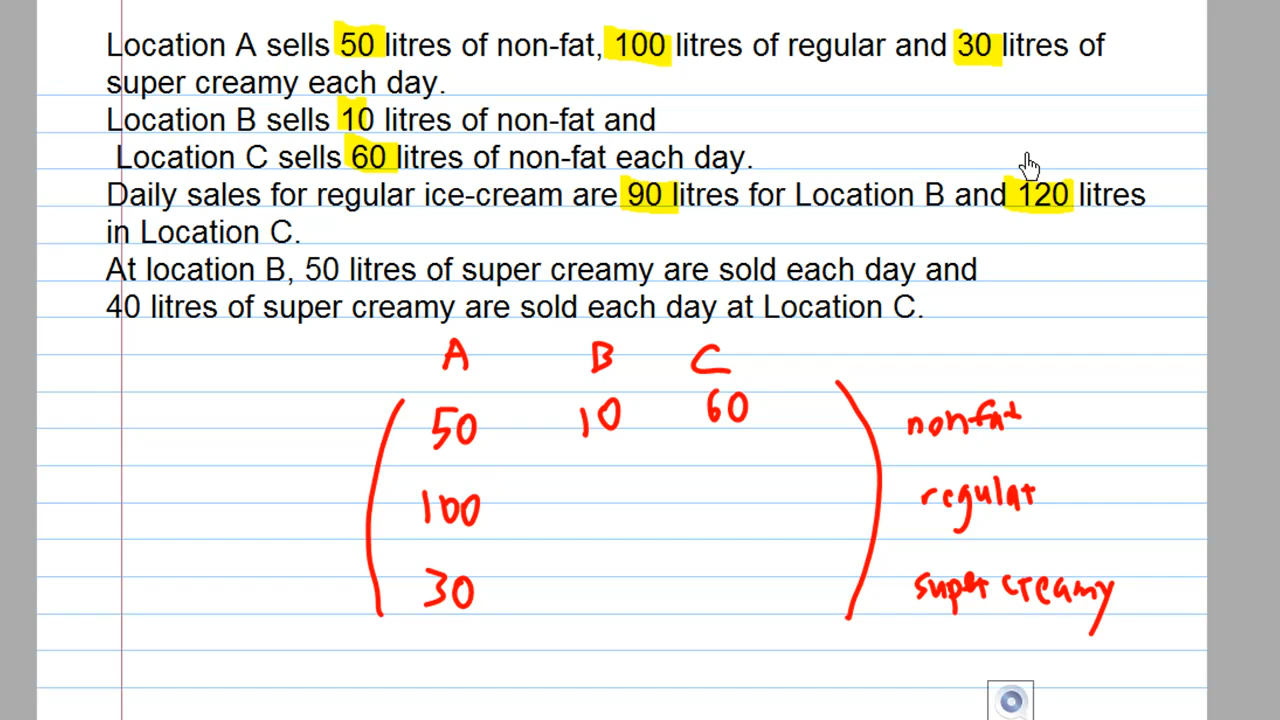 Location A sells 50 litres of non-fat, 100 litres of regular and 30 litres of
super creamy each day.
Location B sells 10 litres of non-fat and
Location C sells 60 litres of non-fat each day.
Daily sales for regular ice-cream are 90 litres for Location B and 120 litres
in Location C.
At location B, 50 litres of super creamy are sold each day and
40 litres of super creamy are sold each day at Location C.
A B C
50 10 60 nonfat
100 regular
30 super creamy